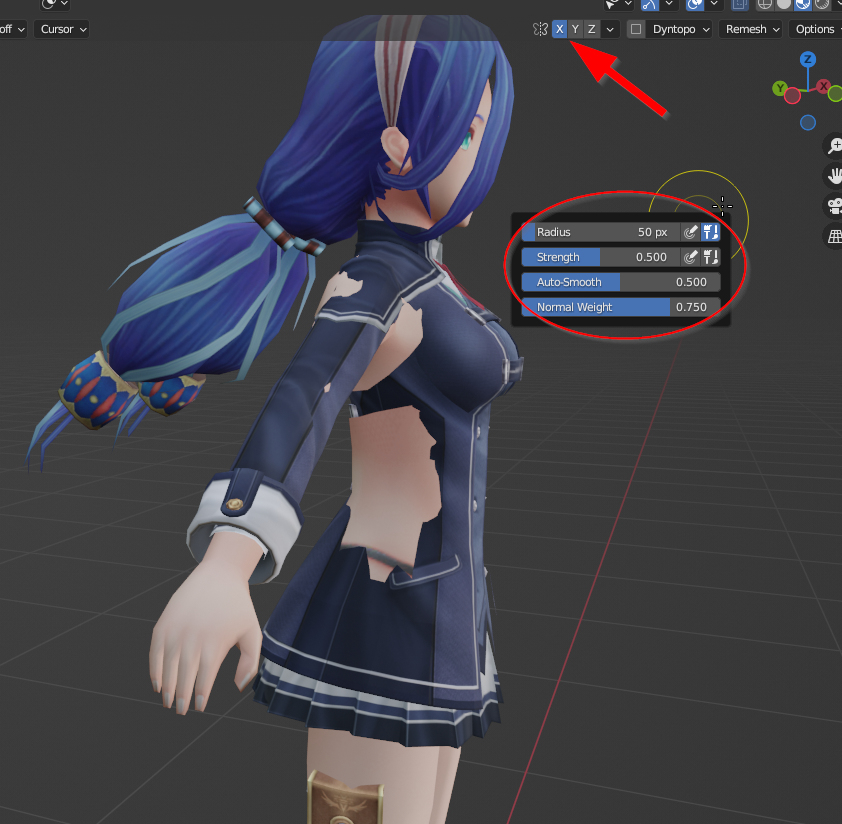 off Cursor X Y Z Dyntopo Remesh Options
Z
Y X
Radius 50 px
Strength 0.500
Auto-Smooth 0.500
Normal Weight 0.750